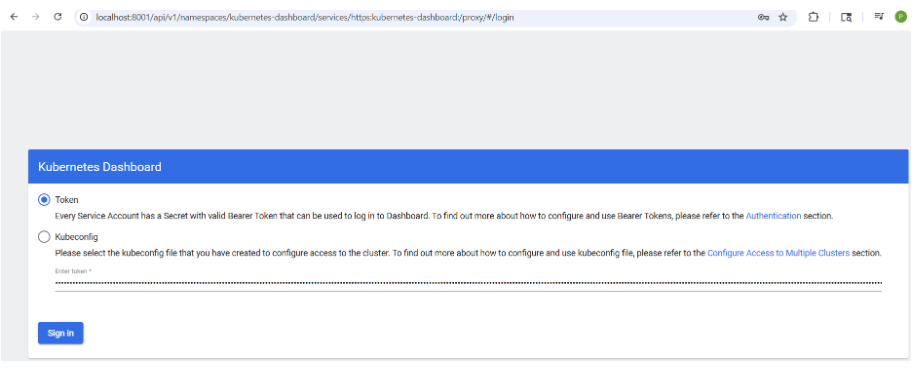 localhost:8001/api/v1/namespaces/kubernetes-dashboard/services/https:kubernetes-dashboard:/proxy/#/login
P
Kubernetes Dashboard
Token
Every Service Account has a Secret with valid Bearer Token that can be used to log in to Dashboard. To find out more about how to configure and use Bearer Tokens, please refer to the Authentication section.
Kubeconfig
Please select the kubeconfig file that you have created to configure access to the cluster. To find out more about how to configure and use kubeconfig file, please refer to the Configure Access to Multiple Clusters section.
Enter token *
Sign in